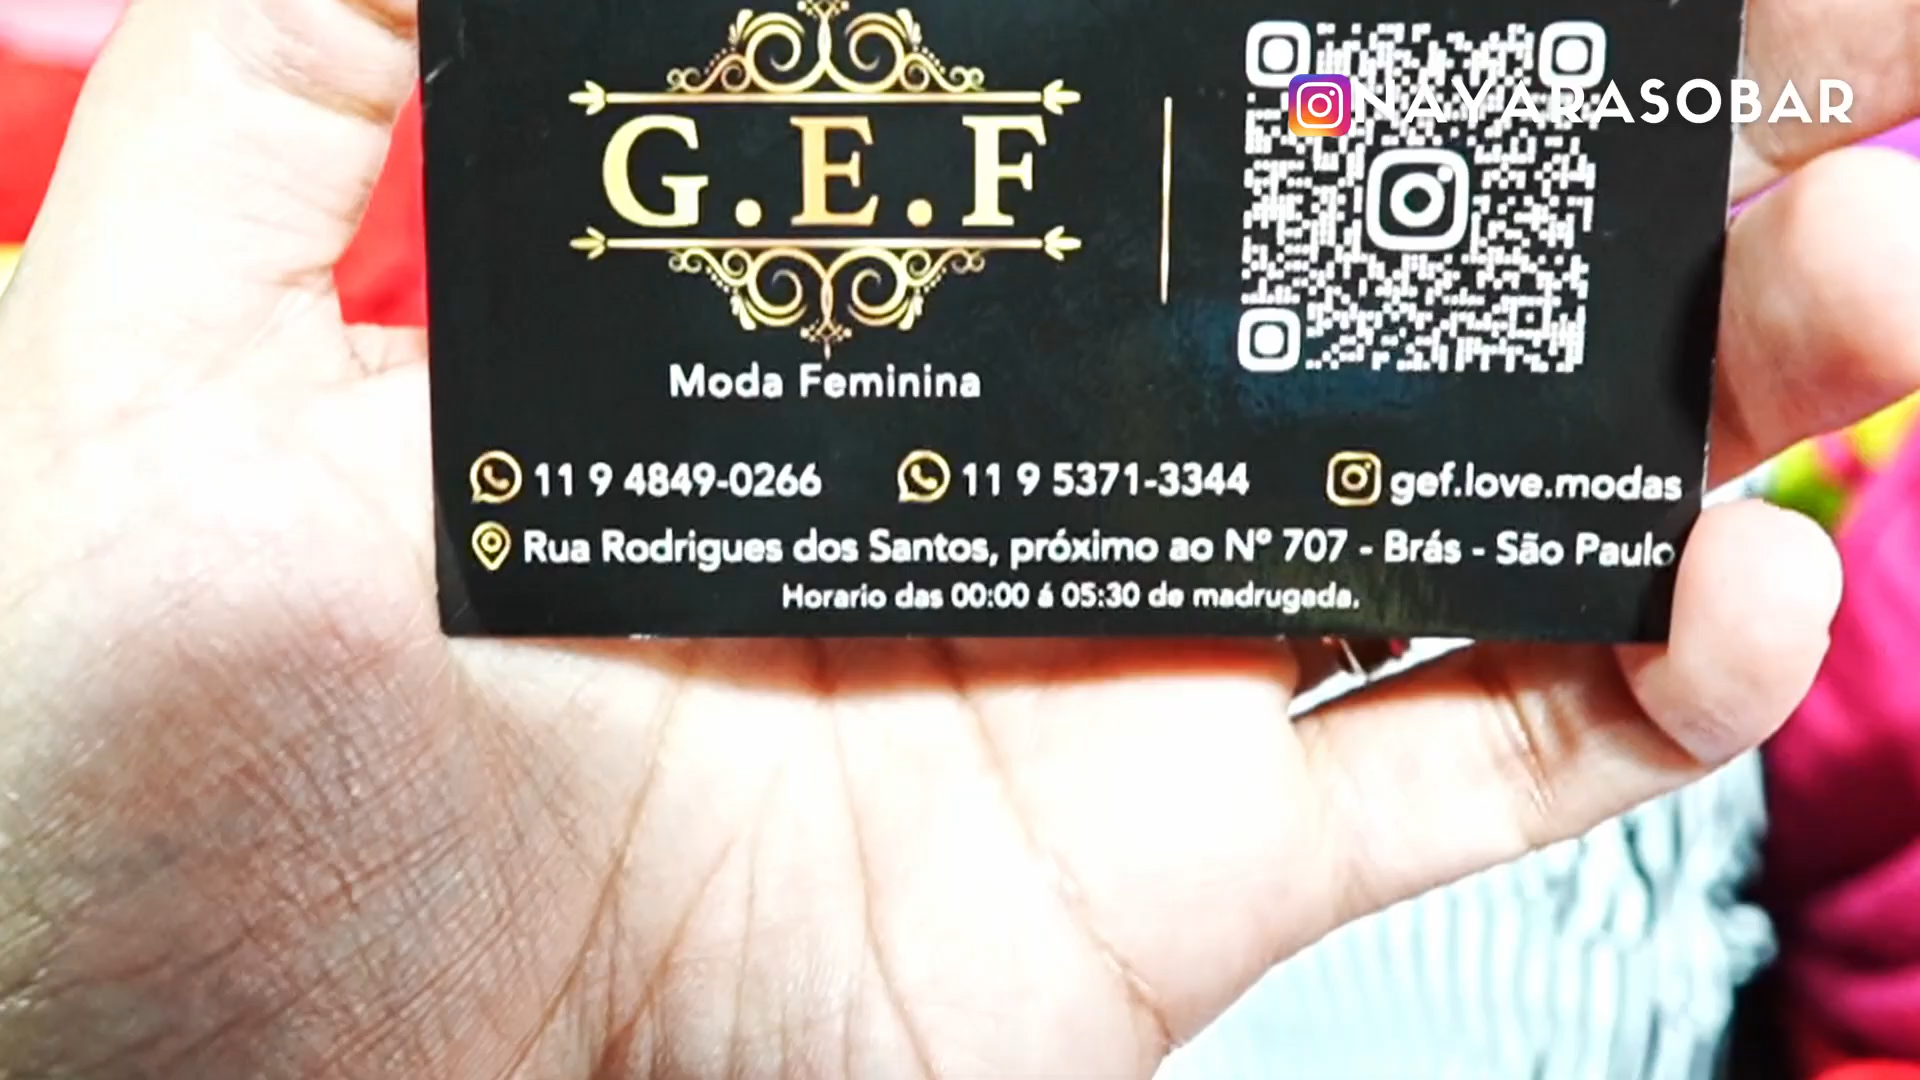 NAYARASOBAR
G.E.F
Moda Feminina
11 9 4849-0266
11 9 5371-3344
gef.love.modas
Rua Rodrigues dos Santos, próximo ao Nº 707 - Brás - São Paulo
Horario das 00:00 á 05:30 de madrugada.